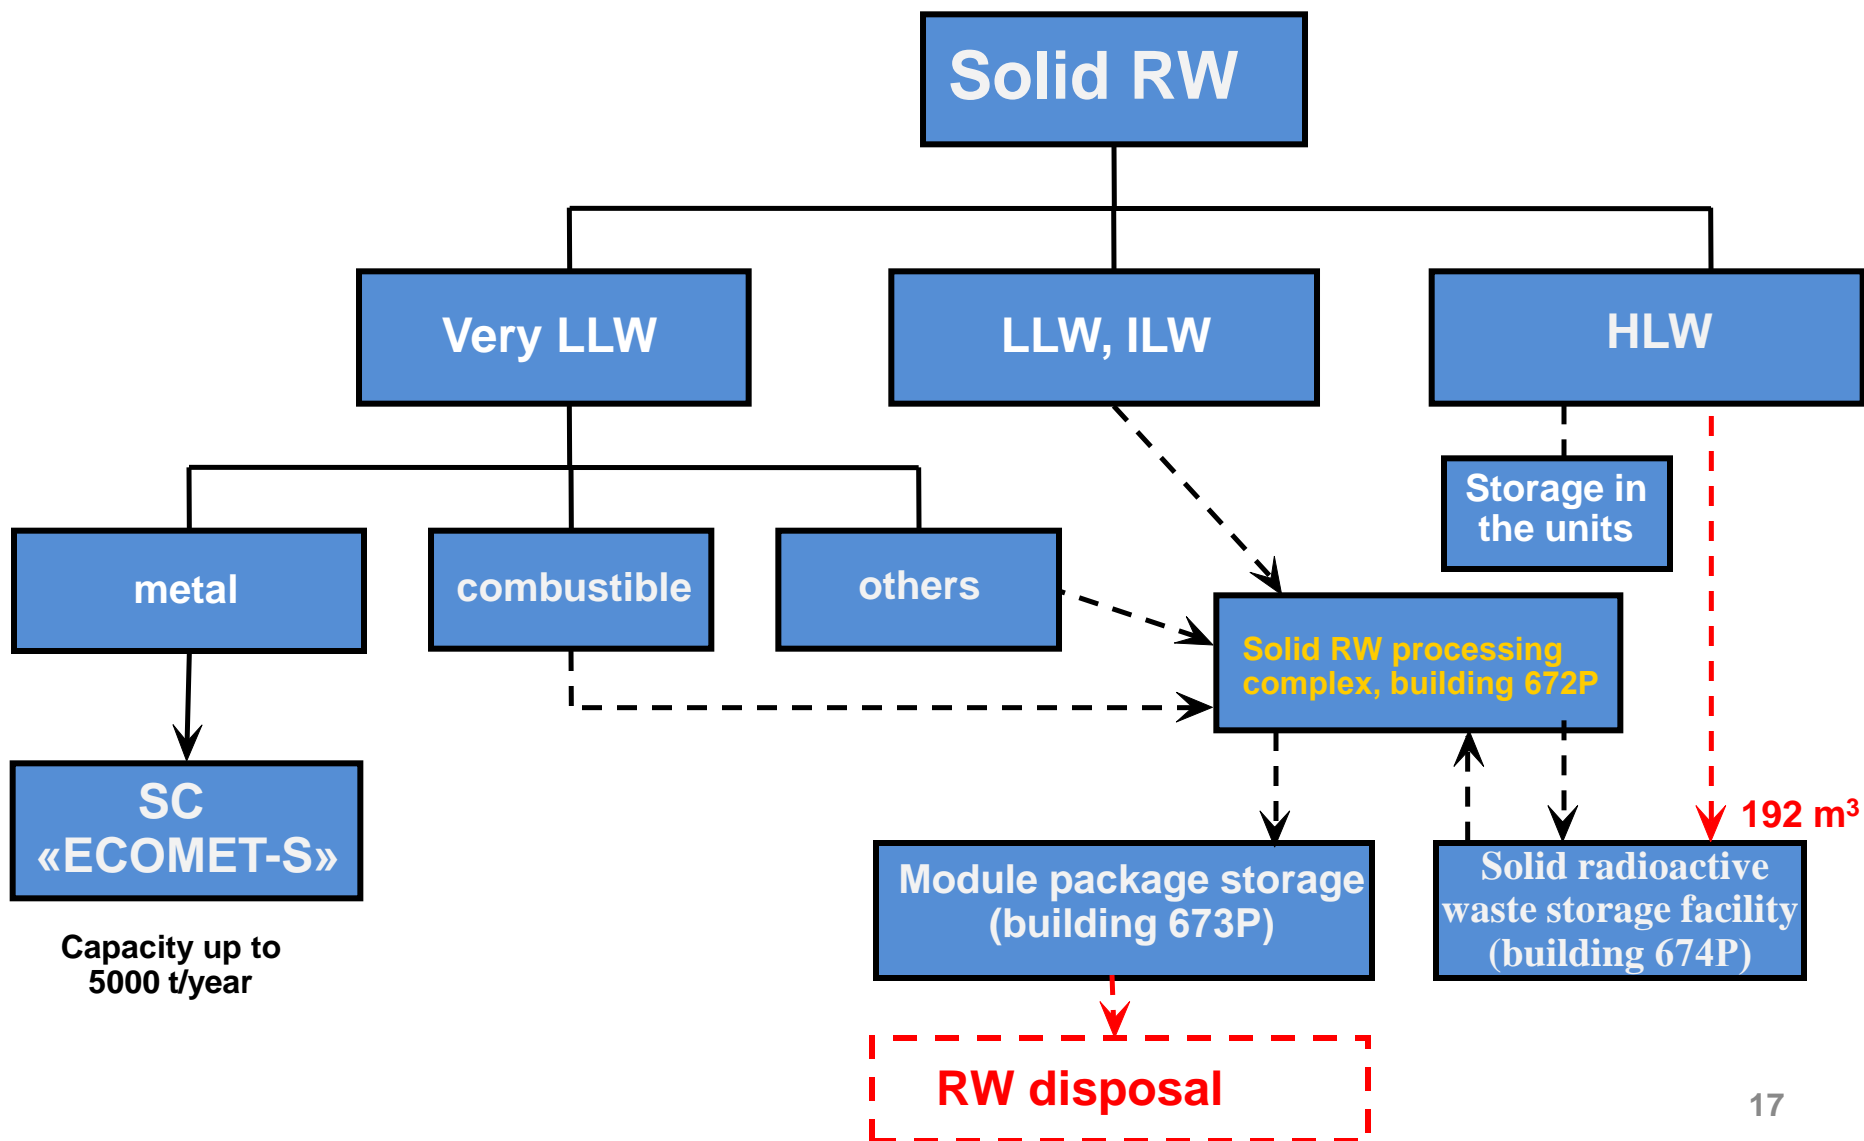 Solid RW
Very LLW
LLW, ILW
HLW
Storage in
the units
metal
combustible
others
Solid RW processing
complex, building 672P
SC
«ECOMET-S»
192 m³
Module package storage
(building 673P)
Solid radioactive
waste storage facility
(building 674P)
Capacity up to
5000 t/year
RW disposal
17